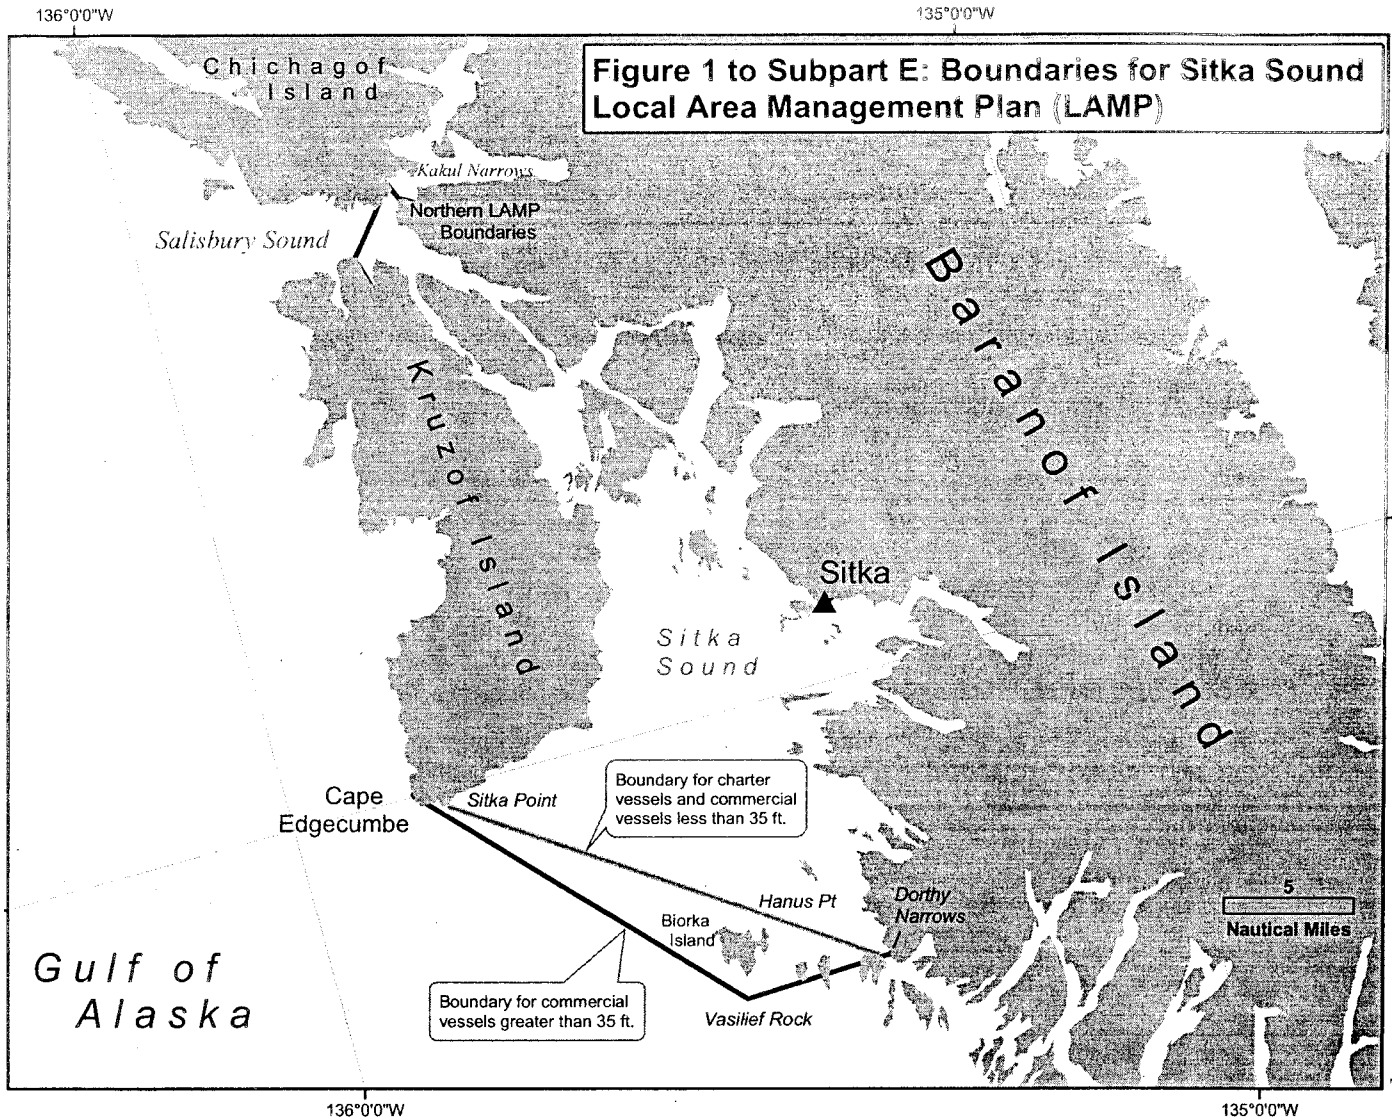 136°0'0"W
135°0'0"W
Figure 1 to Subpart E: Boundaries for Sitka Sound
Local Area Management Plan (LAMP)
Chichagof
Island
Kakul Narrows
Northern LAMP
Boundaries
Salisbury Sound
Baranof Island
Kruzof Island
Sitka
Sitka
Sound
Boundary for charter
vessels and commercial
vessels less than 35 ft.
Cape
Edgecumbe
Sitka Point
Hanus Pt
Dorthy
Narrows
5
Nautical Miles
Biorka
Island
Gulf of
Alaska
Boundary for commercial
vessels greater than 35 ft.
Vasilief Rock
136°0'0"W
135°0'0"W